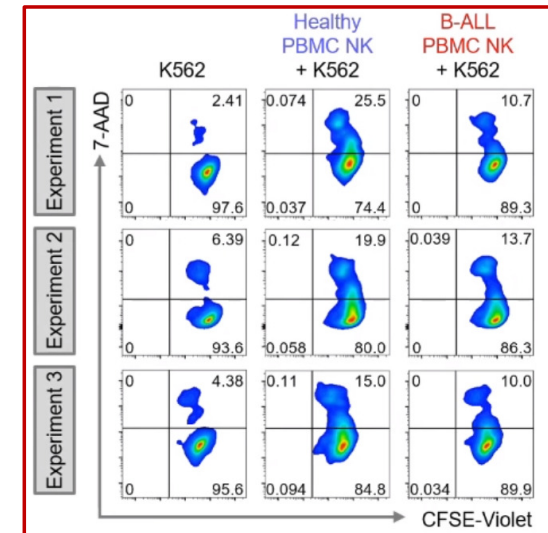 Healthy
PBMC NK
+ K562
B-ALL
PBMC NK
+ K562
K562
Experiment 1
7-AAD
0 2.41
0 97.6
0.074 25.5
0.037 74.4
0 10.7
0 89.3
Experiment 2
0 6.39
0 93.6
0.12 19.9
0.058 80.0
0.039 13.7
0 86.3
Experiment 3
0 4.38
0 95.6
0.11 15.0
0.094 84.8
0 10.0
0.034 89.9
CFSE-Violet